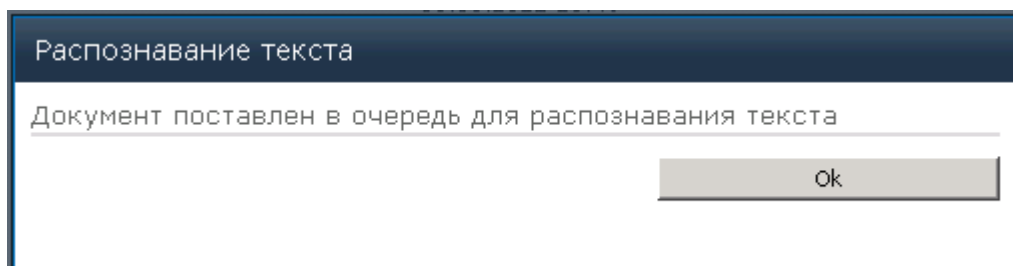 Распознавание текста
Документ поставлен в очередь для распознавания текста
Ok